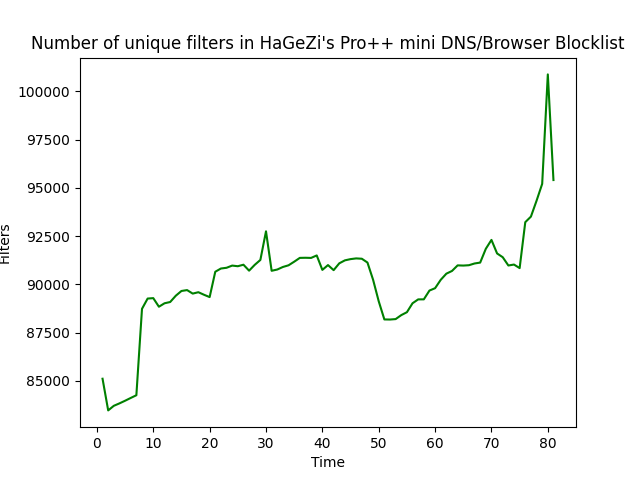 Number of unique filters in HaGeZi's Pro++ mini DNS/Browser Blocklist
100000
97500
95000
92500
90000
87500
85000
Filters
0 10 20 30 40 50 60 70 80
Time